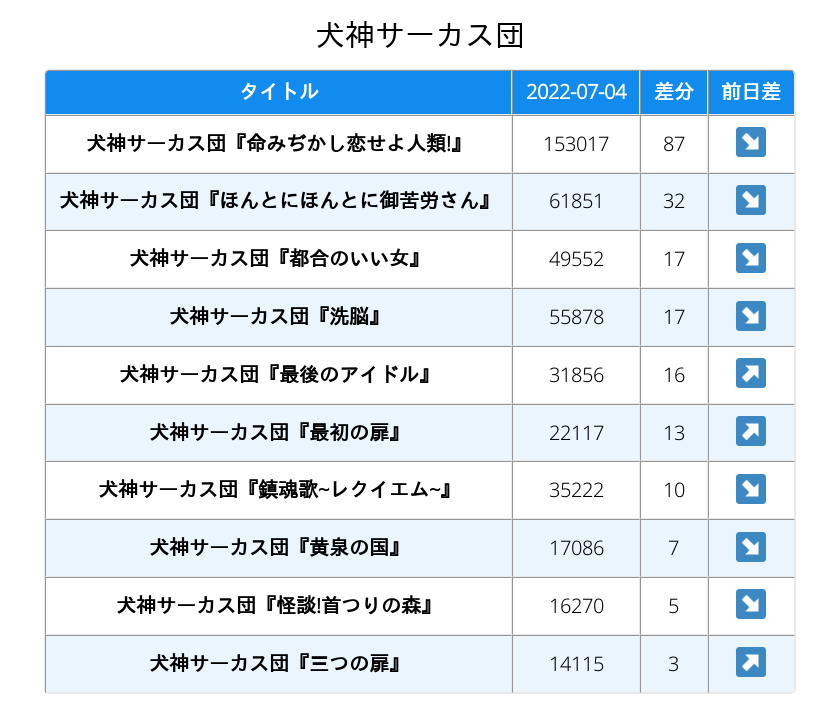 犬神サーカス団
タイトル 2022-07-04 差分 前日差
犬神サーカス団『命みぢかし恋せよ人類!』 153017 87 ↘
犬神サーカス団『ほんとにほんとに御苦労さん』 61851 32 ↘
犬神サーカス団『都合のいい女』 49552 17 ↘
犬神サーカス団『洗脳』 55878 17 ↘
犬神サーカス団『最後のアイドル』 31856 16 ↗
犬神サーカス団『最初の扉』 22117 13 ↗
犬神サーカス団『鎮魂歌~レクイエム~』 35222 10 ↘
犬神サーカス団『黄泉の国』 17086 7 ↘
犬神サーカス団『怪談!首つりの森』 16270 5 ↘
犬神サーカス団『三つの扉』 14115 3 ↗